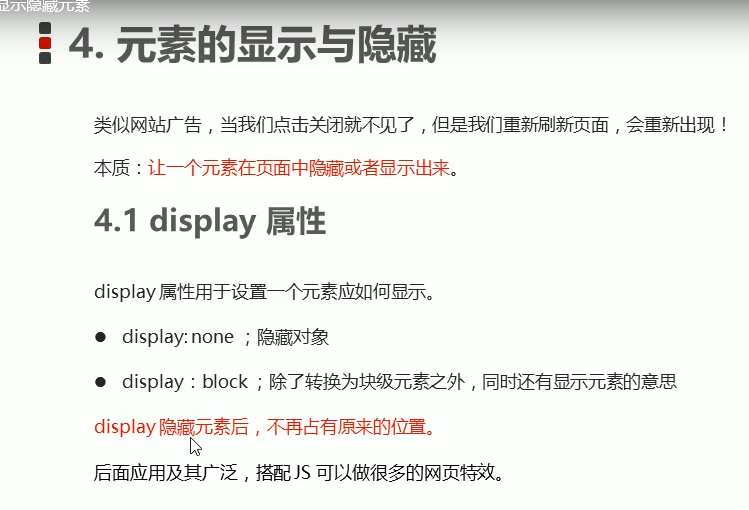 显示隐藏元素
4. 元素的显示与隐藏
类似网站广告，当我们点击关闭就不见了，但是我们重新刷新页面，会重新出现！
本质：让一个元素在页面中隐藏或者显示出来。
4.1 display 属性
display 属性用于设置一个元素应如何显示。
● display: none ；隐藏对象
● display：block ；除了转换为块级元素之外，同时还有显示元素的意思
display 隐藏元素后，不再占有原来的位置。
后面应用及其广泛，搭配 JS 可以做很多的网页特效。